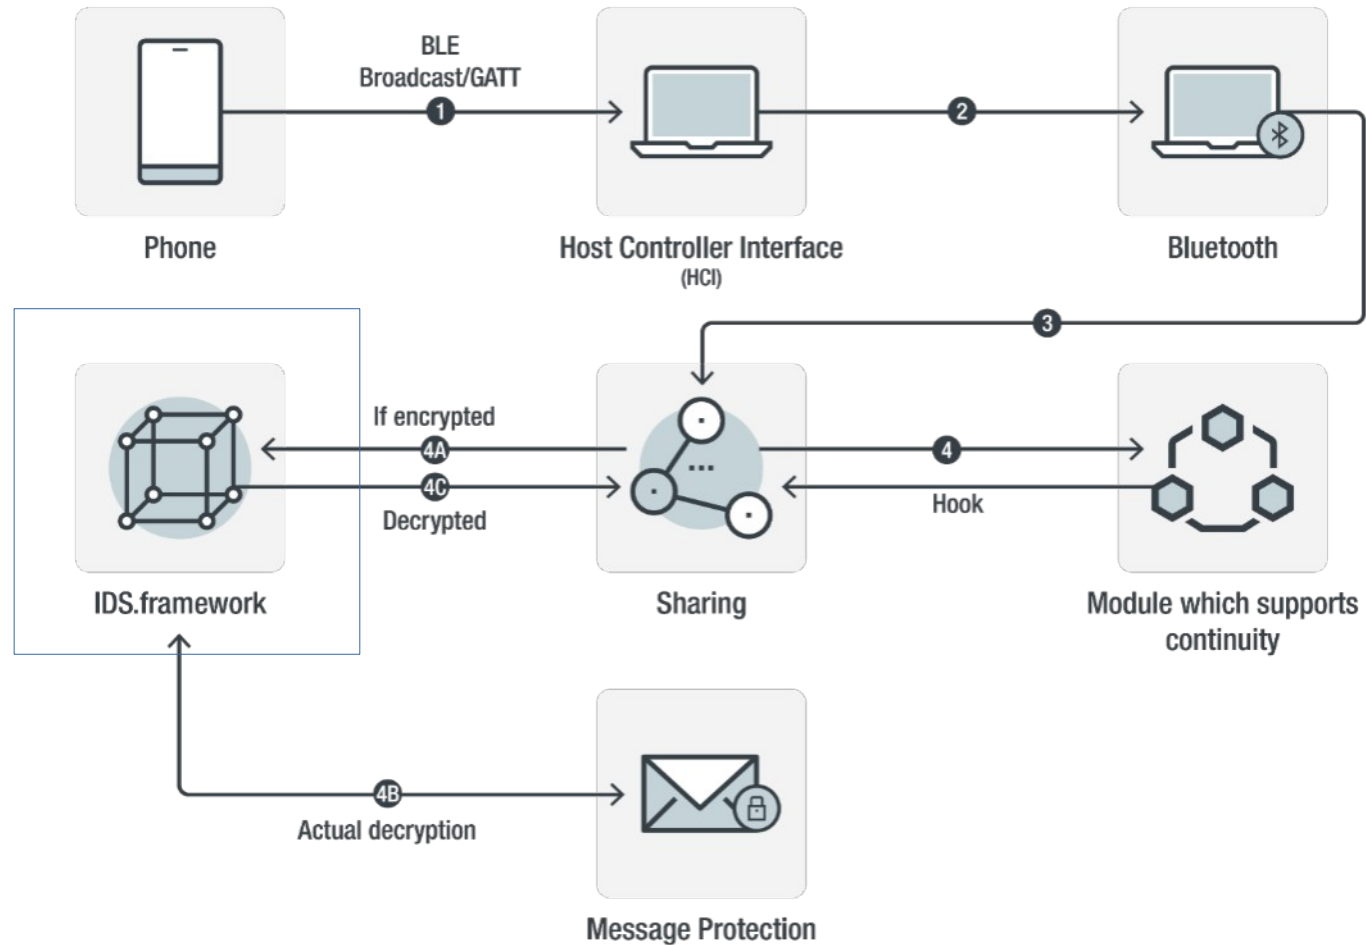 BLE
Broadcast/GATT
1
2
Phone
Host Controller Interface
(HCI)
Bluetooth
3
If encrypted
4A
4C
Decrypted
4
Hook
IDS.framework
Sharing
Module which supports
continuity
4B
Actual decryption
Message Protection